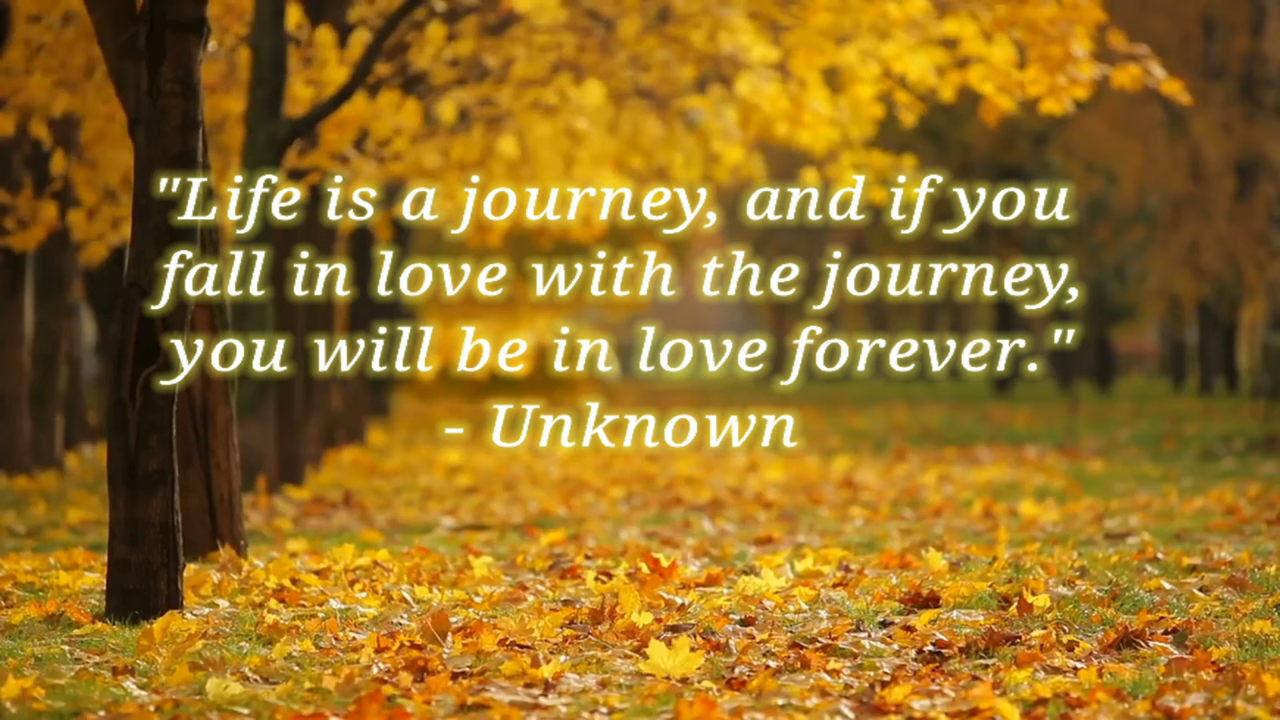 "Life is a journey, and if you
fall in love with the journey,
you will be in love forever."
- Unknown